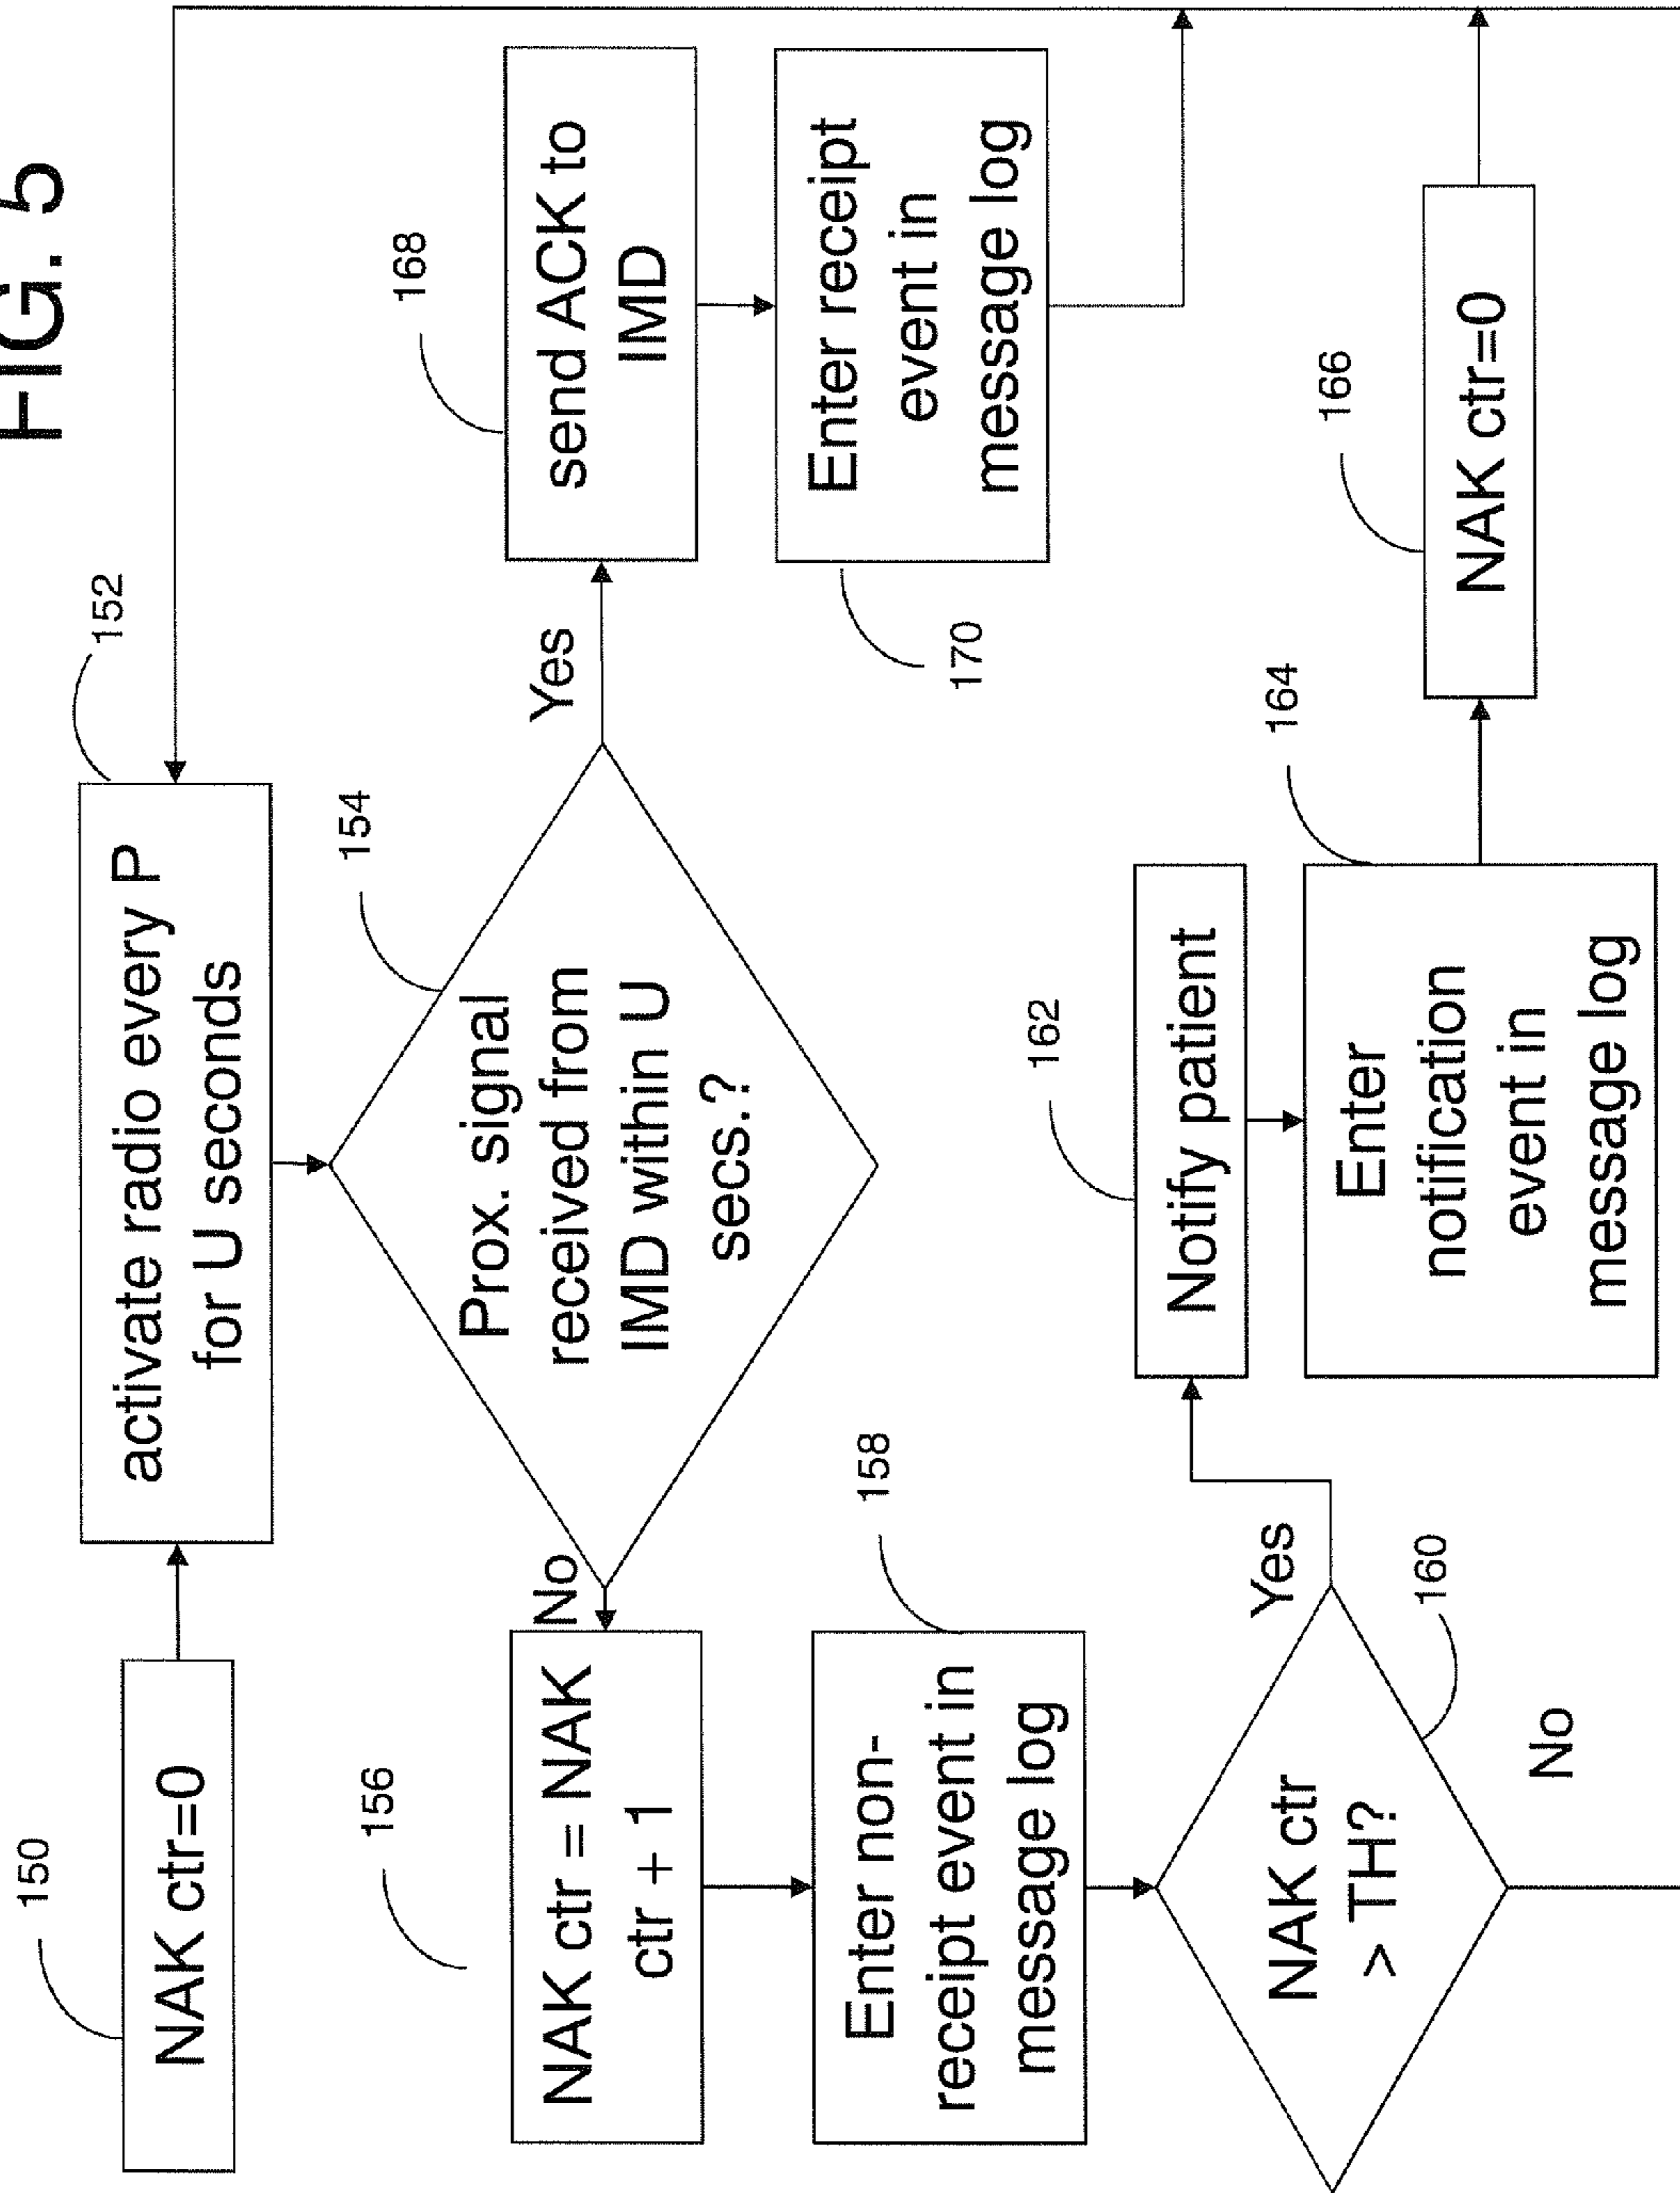 FIG. 5
150
NAK ctr=0
152
activate radio every P
for U seconds
154
Prox. signal
received from
IMD within U
secs.?
Yes
168
send ACK to
IMD
170
Enter receipt
event in
message log
No
156
NAK ctr = NAK
ctr + 1
158
Enter non-
receipt event in
message log
160
NAK ctr
> TH?
Yes
No
162
Notify patient
164
Enter
notification
event in
message log
166
NAK ctr=0